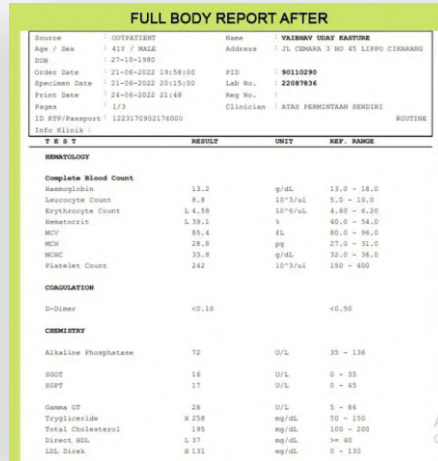 FULL BODY REPORT AFTER
Source : OUTPATIENT Name : VAIBHAV UDAY KASTURE
Age / Sex : 41Y / MALE Address : JL CEMARA 3 NO 45 LIPPO CIKARANG
DOB : 27-10-1980
Order Date : 21-06-2022 19:58:00 PID : 90110290
Specimen Date : 21-06-2022 20:15:00 Lab No. : 22087836
Print Date : 24-06-2022 21:48 Reg No. :
Pages : 1/3 Clinician : ATAS PERMINTAAN SENDIRI
ID KTP/Passport : 1223170902176000 ROUTINE
Info Klinik :
T E S T RESULT UNIT REF. RANGE
HEMATOLOGY
Complete Blood Count
Haemoglobin 13.2 g/dL 13.0 - 18.0
Leucocyte Count 8.8 10^3/ul 5.0 - 10.0
Erythrocyte Count L 4.58 10^6/uL 4.60 - 6.20
Hematocrit L 39.1 % 40.0 - 54.0
MCV 85.4 fL 80.0 - 96.0
MCH 28.8 pg 27.0 - 31.0
MCHC 33.8 g/dL 32.0 - 36.0
Platelet Count 242 10^3/ul 150 - 400
COAGULATION
D-Dimer <0.10 <0.50
CHEMISTRY
Alkaline Phosphatase 72 U/L 35 - 136
SGOT 16 U/L 0 - 35
SGPT 17 U/L 0 - 45
Gamma GT 28 U/L 5 - 86
Trygliceride H 258 mg/dL 50 - 150
Total Cholesterol 195 mg/dL 100 - 200
Direct HDL L 37 mg/dL >= 40
LDL Direk H 131 mg/dL 0 - 130